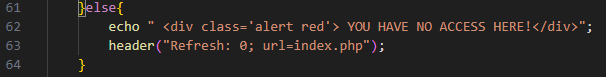 61 }else{
62 echo " <div class='alert red'> YOU HAVE NO ACCESS HERE!</div>";
63 header("Refresh: 0; url=index.php");
64 }